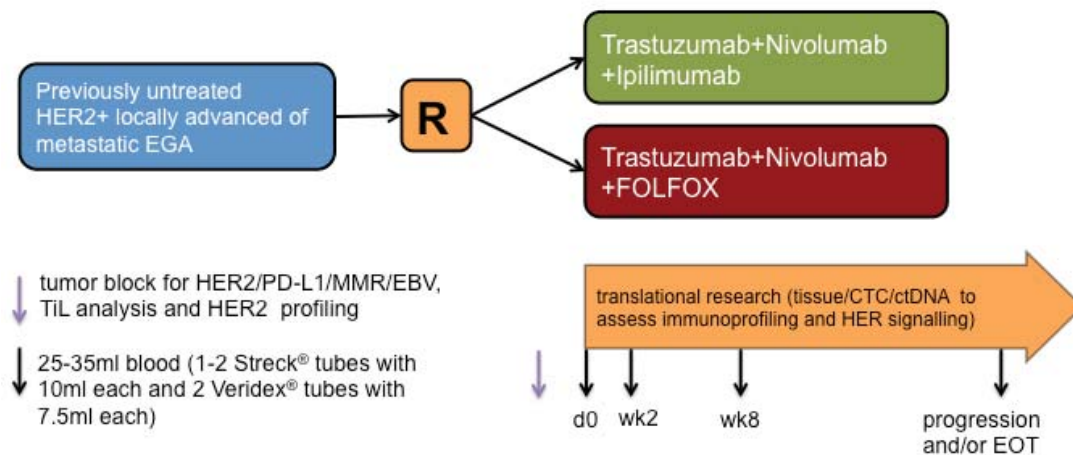 Previously untreated
HER2+ locally advanced of
metastatic EGA
R
Trastuzumab+Nivolumab
+Ipilimumab
Trastuzumab+Nivolumab
+FOLFOX
tumor block for HER2/PD-L1/MMR/EBV,
TiL analysis and HER2 profiling
25-35ml blood (1-2 Streck® tubes with
10ml each and 2 Veridex® tubes with
7.5ml each)
translational research (tissue/CTC/ctDNA to
assess immunoprofiling and HER signalling)
d0
wk2
wk8
progression
and/or EOT